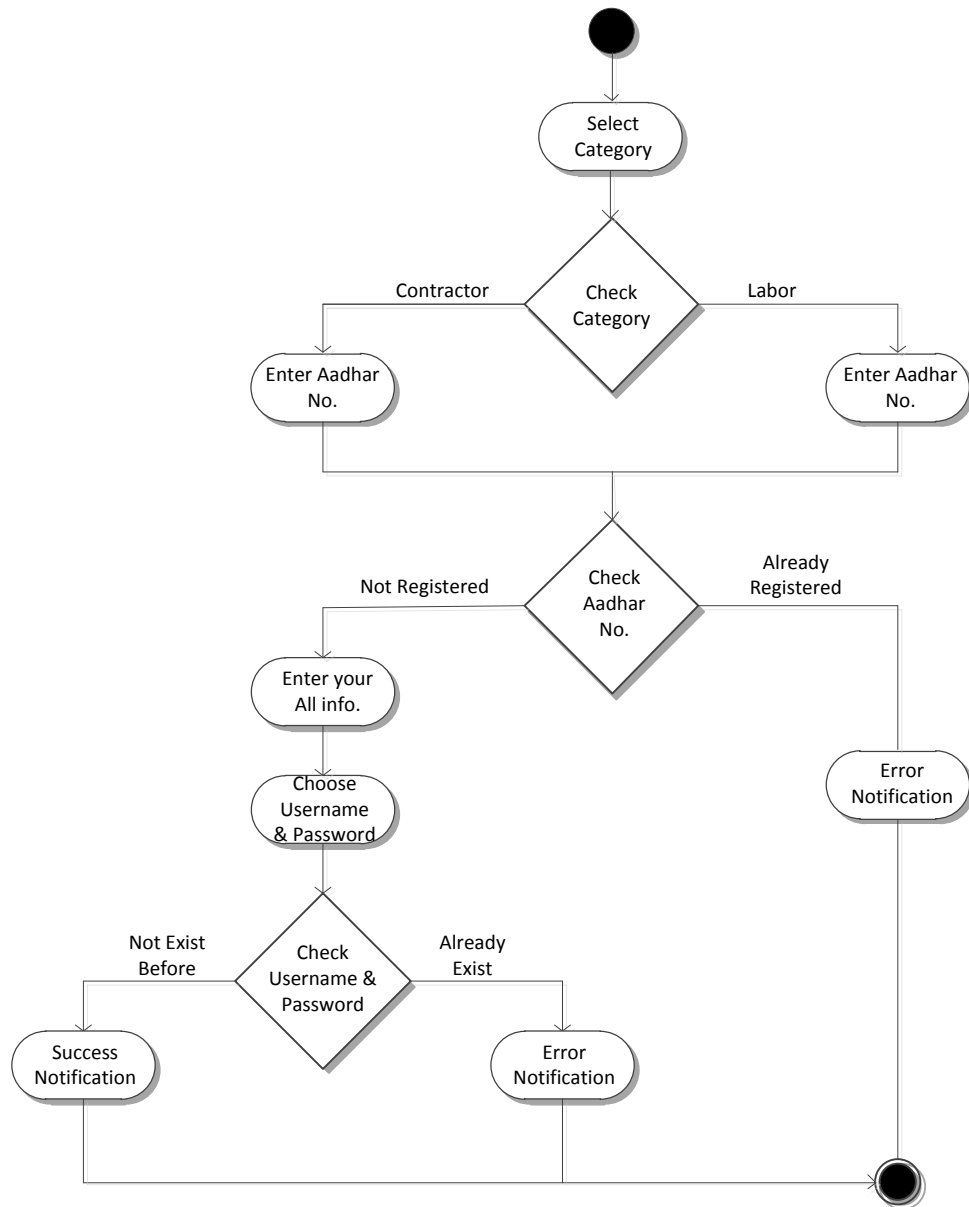 Select
Category
Contractor
Check
Category
Labor
Enter Aadhar
No.
Enter Aadhar
No.
Not Registered
Check
Aadhar
No.
Already
Registered
Enter your
All info.
Choose
Username
& Password
Error
Notification
Not Exist
Before
Check
Username &
Password
Already
Exist
Success
Notification
Error
Notification